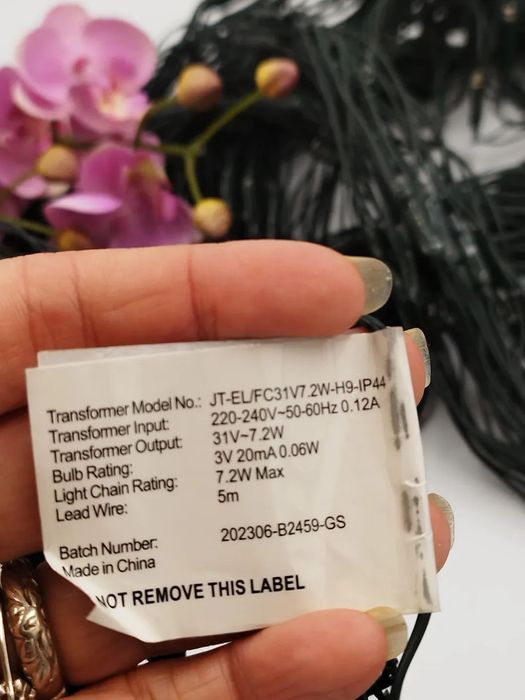 Transformer Model No.: JT-EL/FC31V7.2W-H9-IP44
Transformer Input: 220-240V~50-60Hz 0.12A
Transformer Output: 31V~7.2W
Bulb Rating: 3V 20mA 0.06W
Light Chain Rating: 7.2W Max
Lead Wire: 5m
Batch Number: 202306-B2459-GS
Made in China
NOT REMOVE THIS LABEL